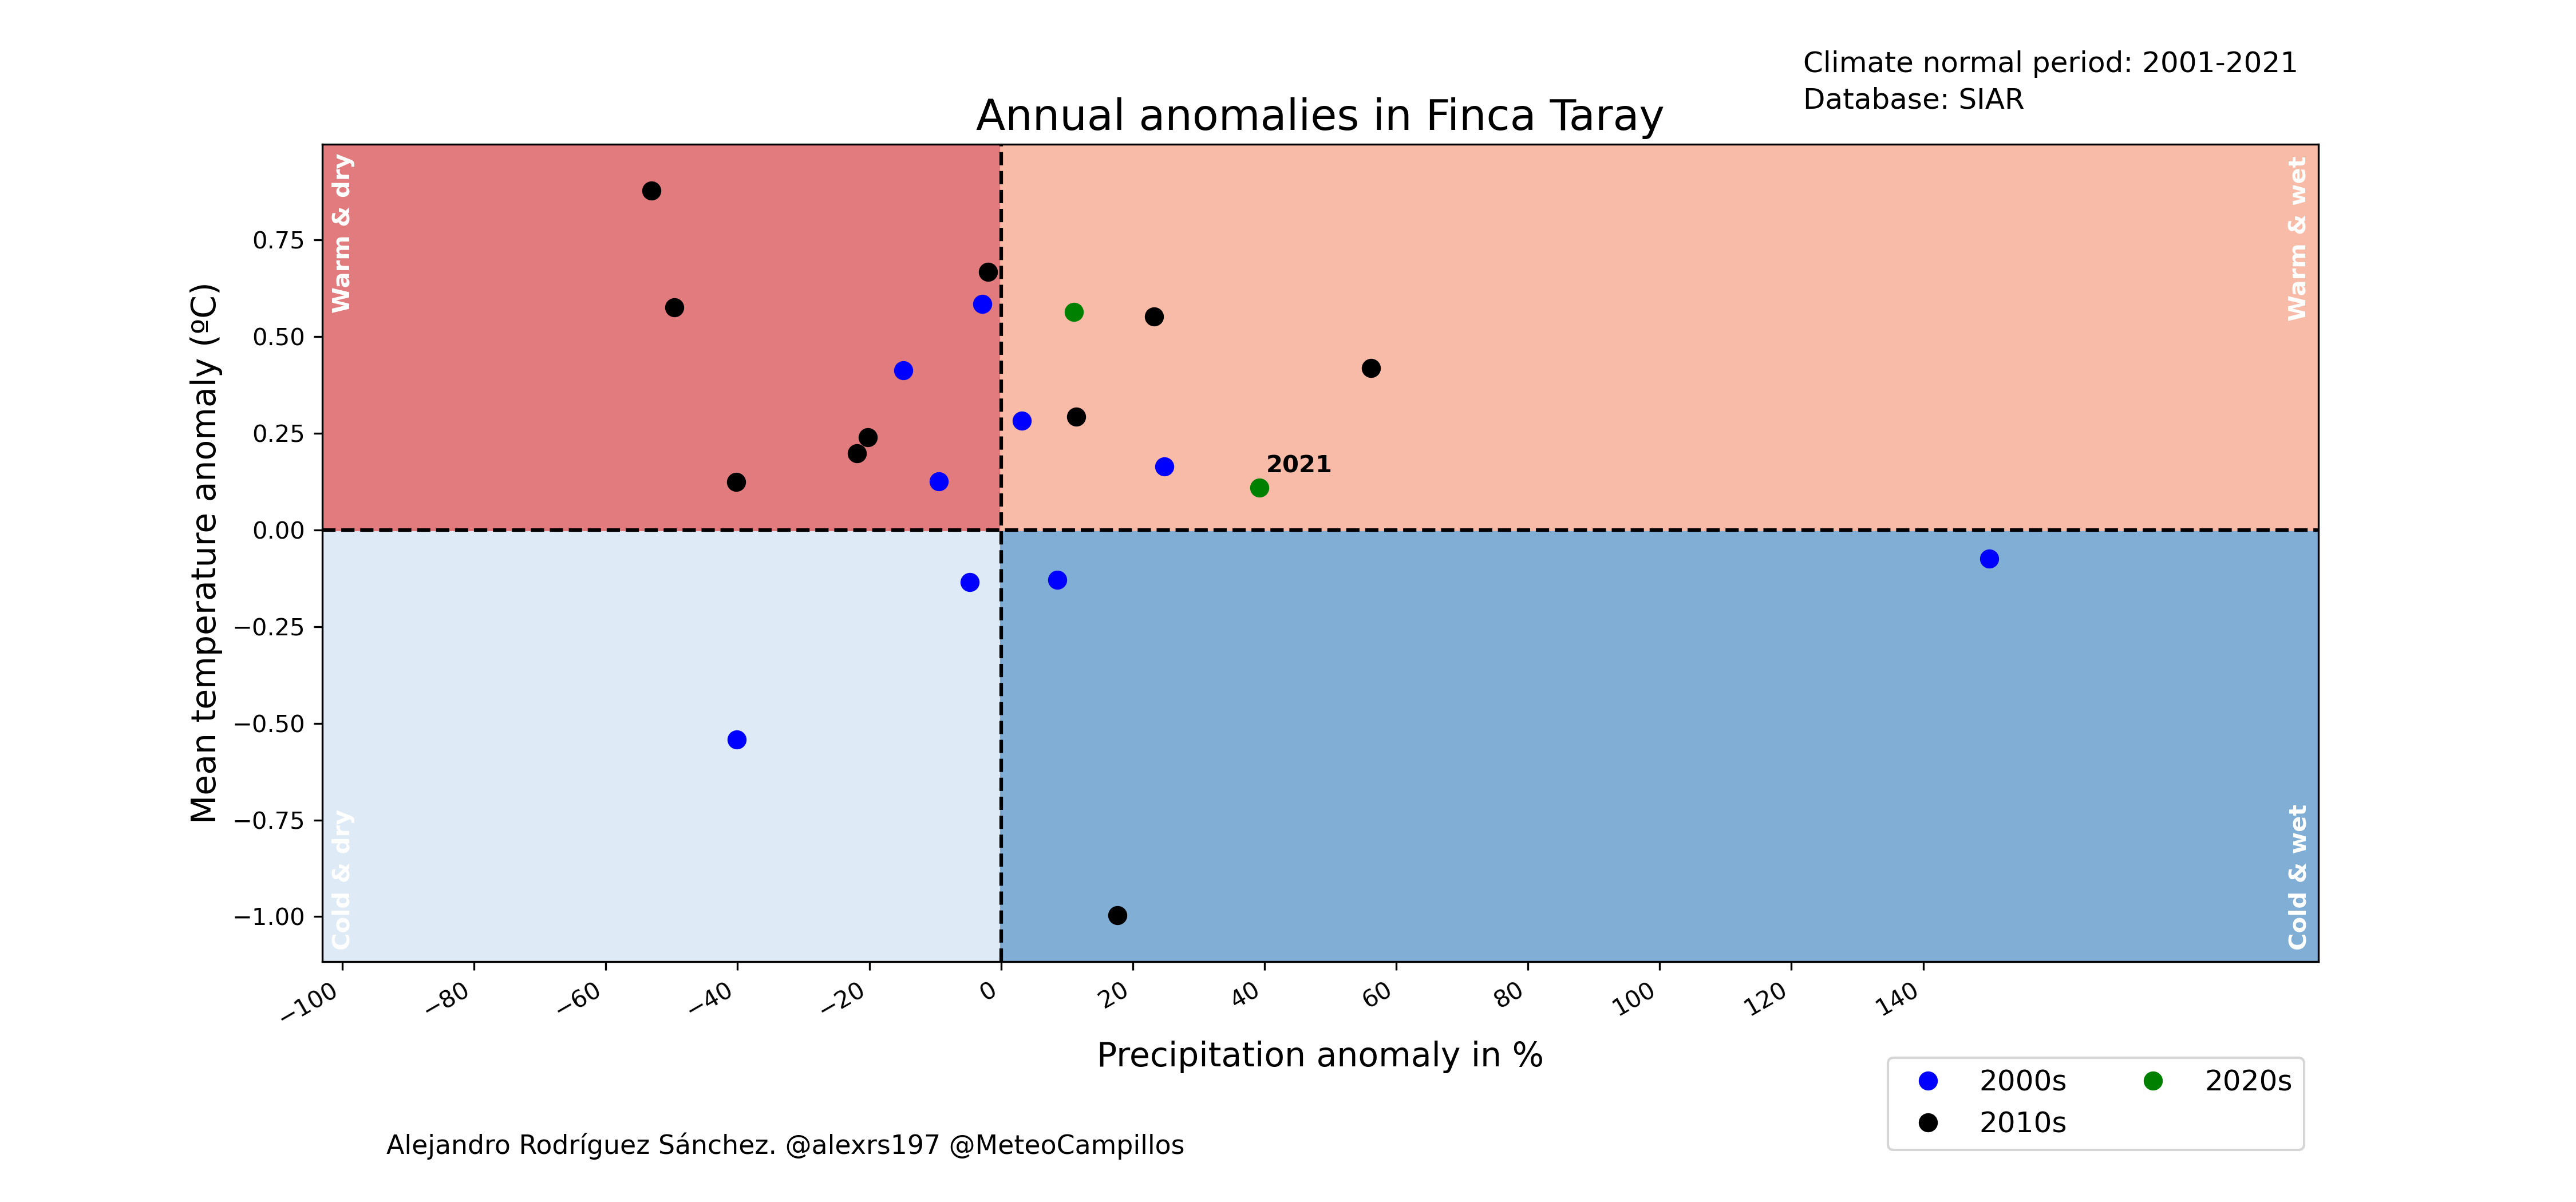 Climate normal period: 2001-2021
Database: SIAR
Annual anomalies in Finca Taray
Warm & dry
Warm & wet
Cold & dry
Cold & wet
2021
Mean temperature anomaly (ºC)
0.75
0.50
0.25
0.00
−0.25
−0.50
−0.75
−1.00
−100
−80
−60
−40
−20
0
20
40
60
80
100
120
140
Precipitation anomaly in %
2000s
2010s
2020s
Alejandro Rodríguez Sánchez. @alexrs197 @MeteoCampillos